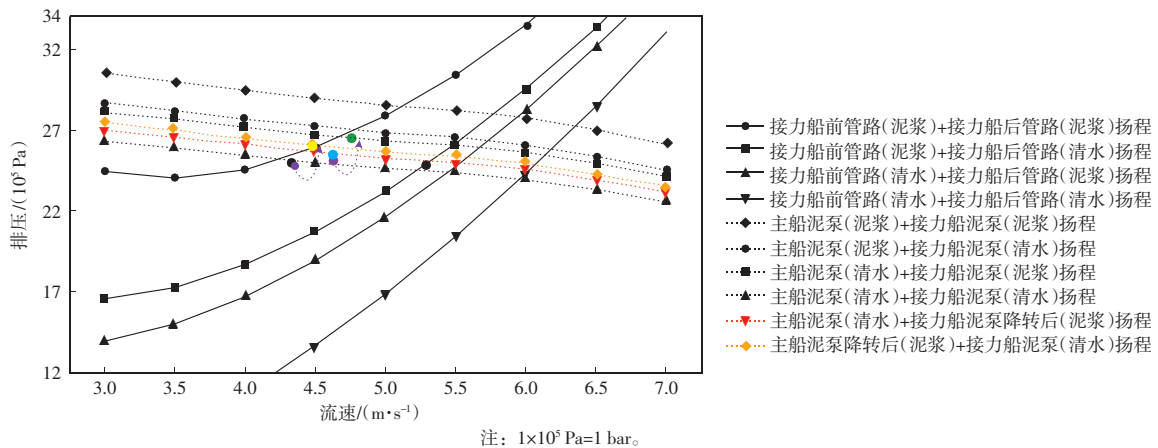 34
32
27
22
17
12
排压/(10⁵ Pa)
3.0 3.5 4.0 4.5 5.0 5.5 6.0 6.5 7.0
流速/(m·s⁻¹)
接力船前管路(泥浆)+接力船后管路(泥浆)扬程
接力船前管路(泥浆)+接力船后管路(清水)扬程
接力船前管路(清水)+接力船后管路(泥浆)扬程
接力船前管路(清水)+接力船后管路(清水)扬程
主船泥泵(泥浆)+接力船泥泵(泥浆)扬程
主船泥泵(泥浆)+接力船泥泵(清水)扬程
主船泥泵(清水)+接力船泥泵(泥浆)扬程
主船泥泵(清水)+接力船泥泵(清水)扬程
主船泥泵(清水)+接力船泥泵降转后(泥浆)扬程
主船泥泵降转后(泥浆)+接力船泥泵(清水)扬程
注: 1×10⁵ Pa=1 bar。